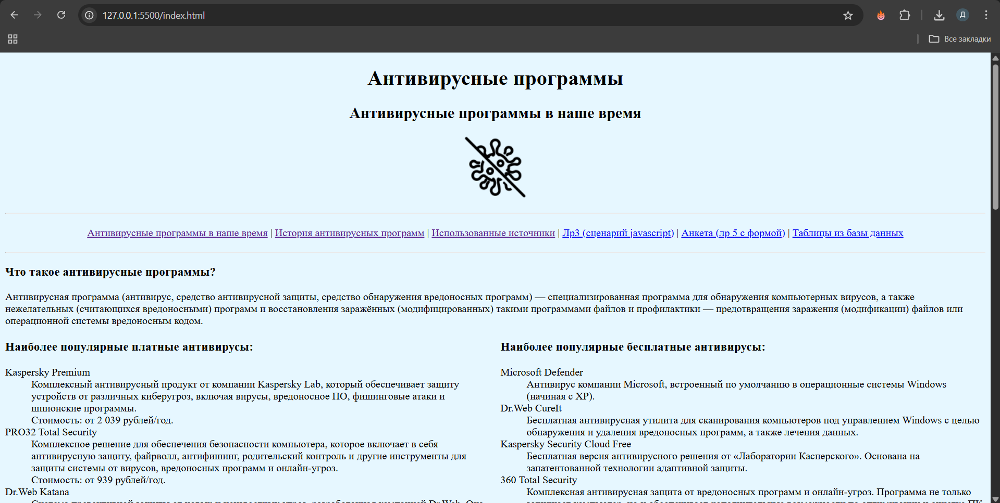 127.0.0.1:5500/index.html
Д
Все закладки
Антивирусные программы
Антивирусные программы в наше время
Антивирусные программы в наше время | История антивирусных программ | Использованные источники | Лр3 (сценарий javascript) | Анкета (лр 5 с формой) | Таблицы из базы данных
Что такое антивирусные программы?
Антивирусная программа (антивирус, средство антивирусной защиты, средство обнаружения вредоносных программ) — специализированная программа для обнаружения компьютерных вирусов, а также
нежелательных (считающихся вредоносными) программ и восстановления заражённых (модифицированных) такими программами файлов и профилактики — предотвращения заражения (модификации) файлов или
операционной системы вредоносным кодом.
Наиболее популярные платные антивирусы:
Kaspersky Premium
Комплексный антивирусный продукт от компании Kaspersky Lab, который обеспечивает защиту
устройств от различных киберугроз, включая вирусы, вредоносное ПО, фишинговые атаки и
шпионские программы.
Стоимость: от 2 039 рублей/год.
PRO32 Total Security
Комплексное решение для обеспечения безопасности компьютера, которое включает в себя
антивирусную защиту, файрволл, антифишинг, родительский контроль и другие инструменты для
защиты системы от вирусов, вредоносных программ и онлайн-угроз.
Стоимость: от 939 рублей/год.
Dr.Web Katana
Наиболее популярные бесплатные антивирусы:
Microsoft Defender
Антивирус компании Microsoft, встроенный по умолчанию в операционные системы Windows
(начиная с XP).
Dr.Web CureIt
Бесплатная антивирусная утилита для сканирования компьютеров под управлением Windows с целью
обнаружения и удаления вредоносных программ, а также лечения данных.
Kaspersky Security Cloud Free
Бесплатная версия антивирусного решения от «Лаборатории Касперского». Основана на
запатентованной технологии адаптивной защиты.
360 Total Security
Комплексная антивирусная защита от вредоносных программ и онлайн-угроз. Программа не только